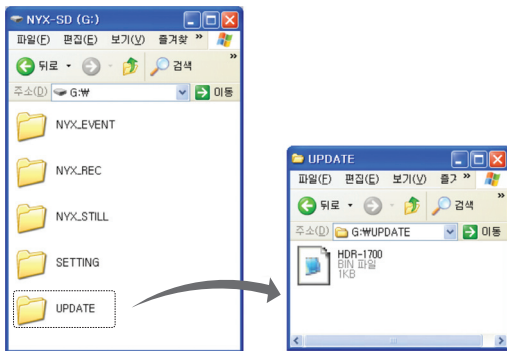 NYX-SD (G:)
파일(F) 편집(E) 보기(V) 즐겨찾 »
뒤로 검색 »
주소(D) G:₩ 이동
NYX_EVENT
NYX_REC
NYX_STILL
SETTING
UPDATE
UPDATE
파일(F) 편집(E) 보기(V) 즐겨 »
뒤로 검색 »
주소(D) G:₩UPDATE 이동
HDR-1700
BIN 파일
1KB